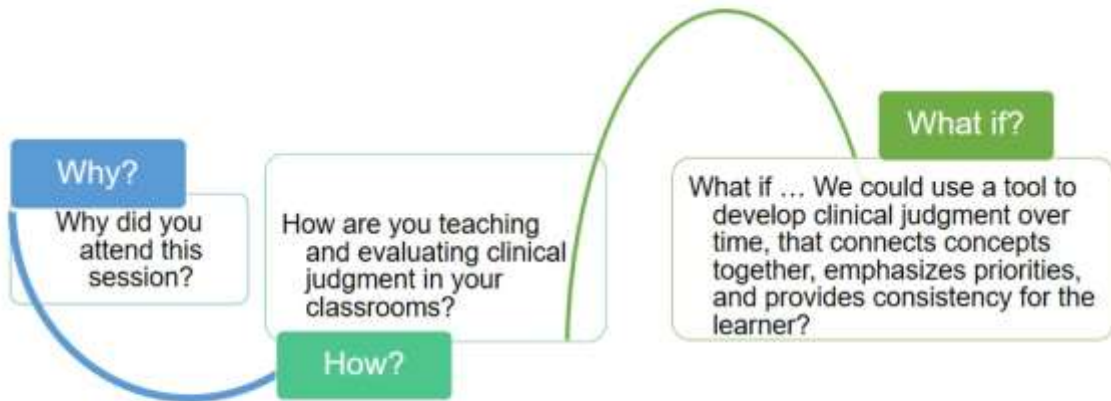 Why?
Why did you
attend this
session?
How are you teaching
and evaluating clinical
judgment in your
classrooms?
How?
What if?
What if ... We could use a tool to
develop clinical judgment over
time, that connects concepts
together, emphasizes priorities,
and provides consistency for the
learner?